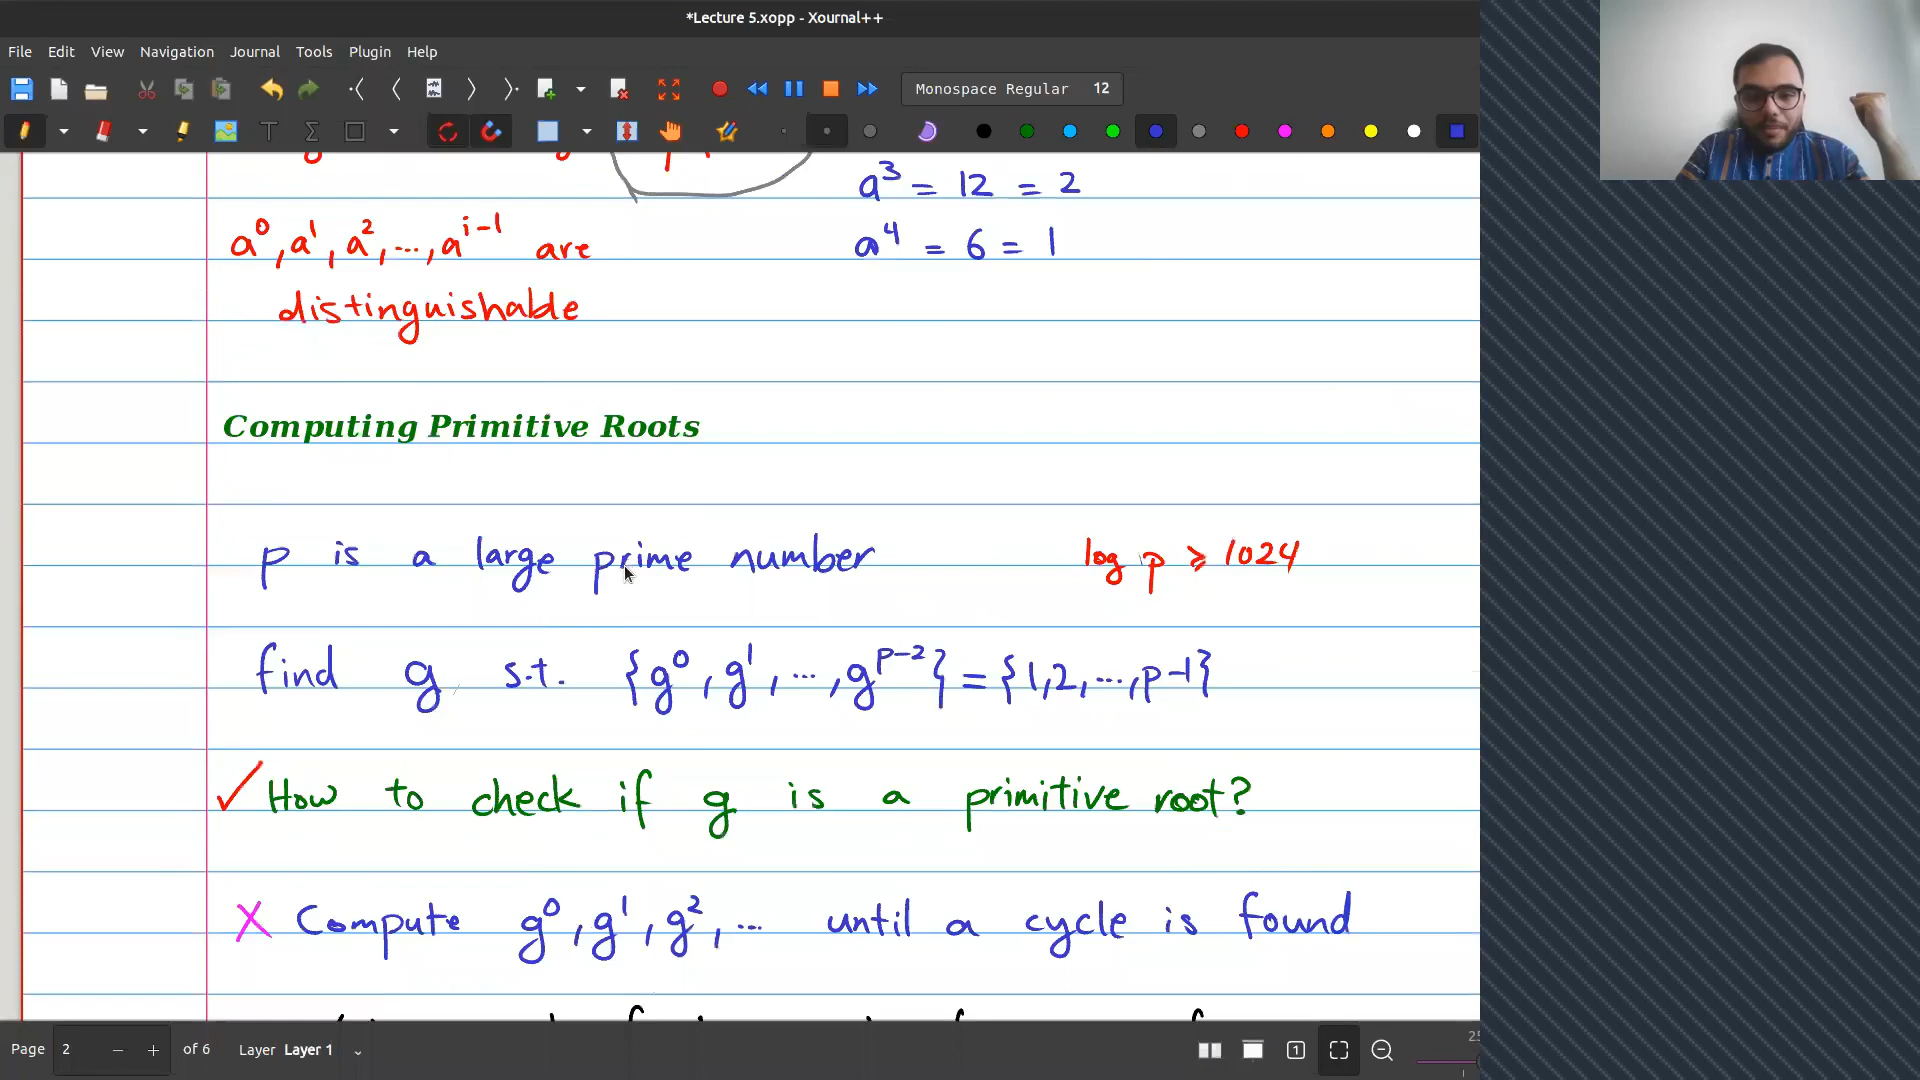 *Lecture 5.xopp - Xournal++
File Edit View Navigation Journal Tools Plugin Help
Monospace Regular 12
a³ = 12 = 2
a⁴ = 6 = 1
a⁰, a¹, a², ..., aⁱ⁻¹ are
distinguishable
Computing Primitive Roots
p is a large prime number log p ⩾ 1024
find g s.t. {g⁰, g¹, ..., gᵖ⁻²} = {1,2,...,p-1}
✓ How to check if g is a primitive root?
X Compute g⁰, g¹, g², ... until a cycle is found
Page 2 of 6 Layer Layer 1